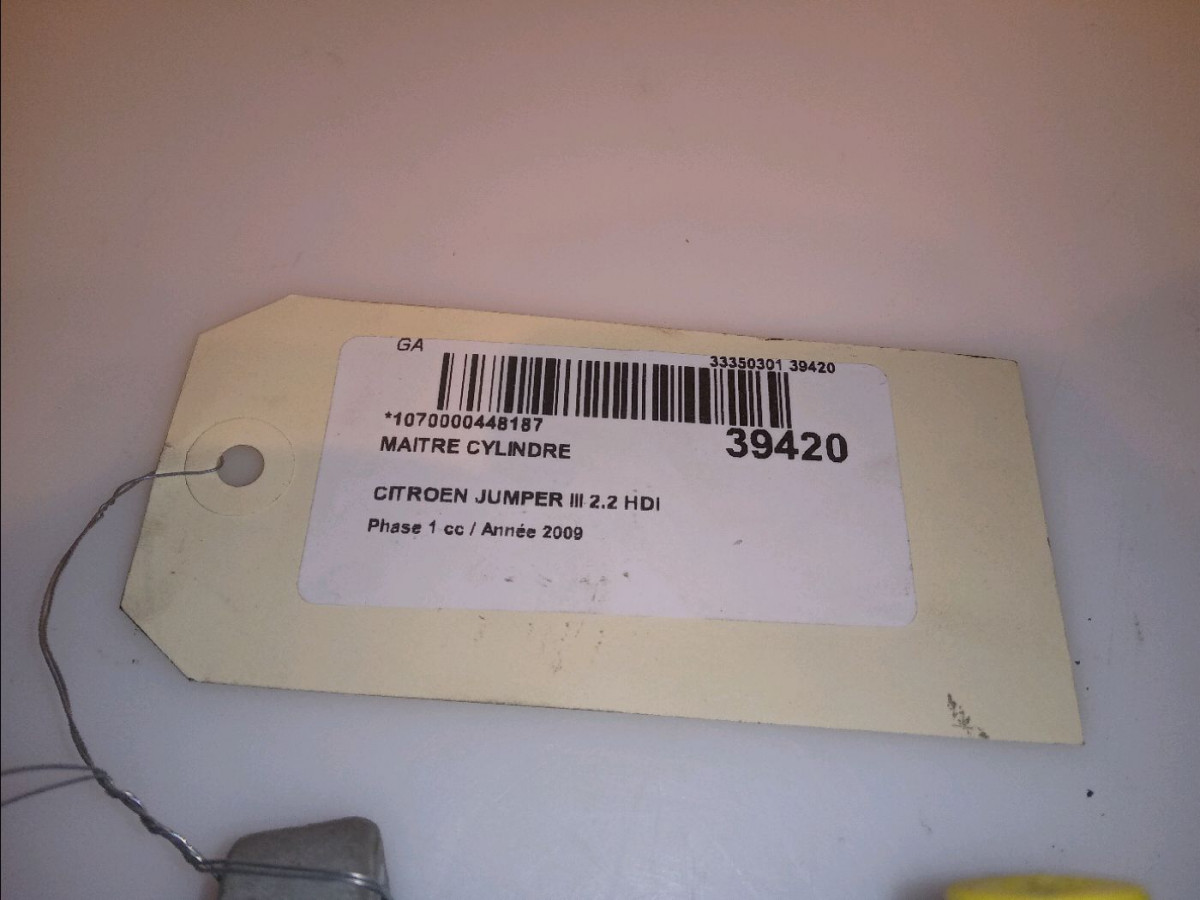 GA
33350301 39420
*1070000448187
MAITRE CYLINDRE
39420
CITROEN JUMPER III 2.2 HDI
Phase 1 cc / Année 2009